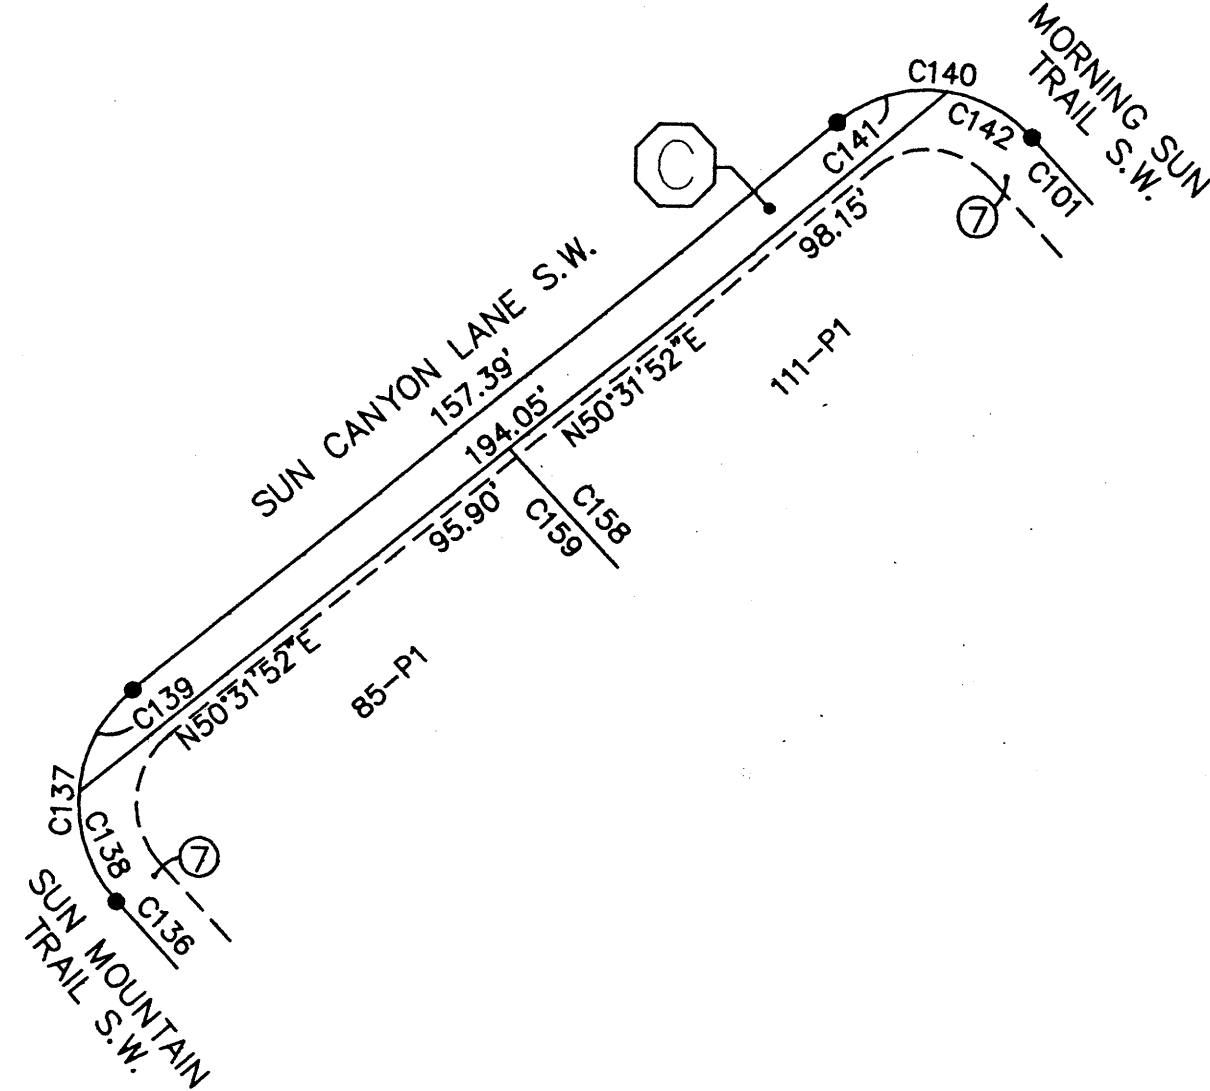 C140
MORNING SUN
TRAIL S.W.
C142
C141
C
C101
7
98.15'
SUN CANYON LANE S.W.
157.39'
194.05'
N50°31'52"E
111-P1
95.90'
C158
C159
N50°31'52"E
85-P1
C139
C137
C138
7
C136
SUN MOUNTAIN
TRAIL S.W.